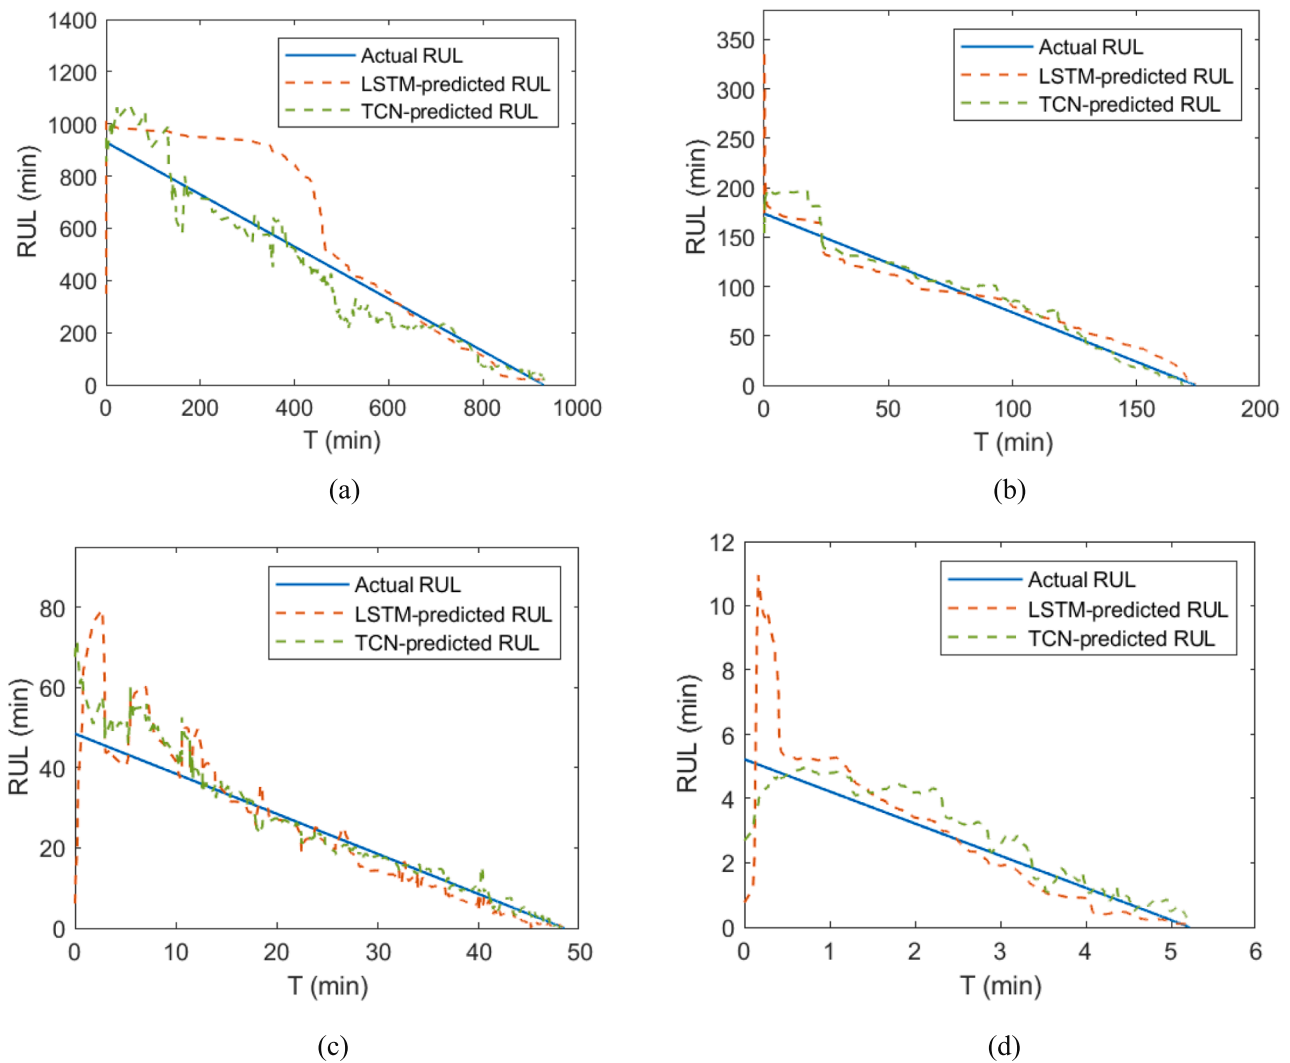 1400
1200
1000
800
600
400
200
0
RUL (min)
Actual RUL
LSTM-predicted RUL
TCN-predicted RUL
0 200 400 600 800 1000
T (min)
(a)
350
300
250
200
150
100
50
0
RUL (min)
Actual RUL
LSTM-predicted RUL
TCN-predicted RUL
0 50 100 150 200
T (min)
(b)
80
60
40
20
0
RUL (min)
Actual RUL
LSTM-predicted RUL
TCN-predicted RUL
0 10 20 30 40 50
T (min)
(c)
12
10
8
6
4
2
0
RUL (min)
Actual RUL
LSTM-predicted RUL
TCN-predicted RUL
0 1 2 3 4 5 6
T (min)
(d)